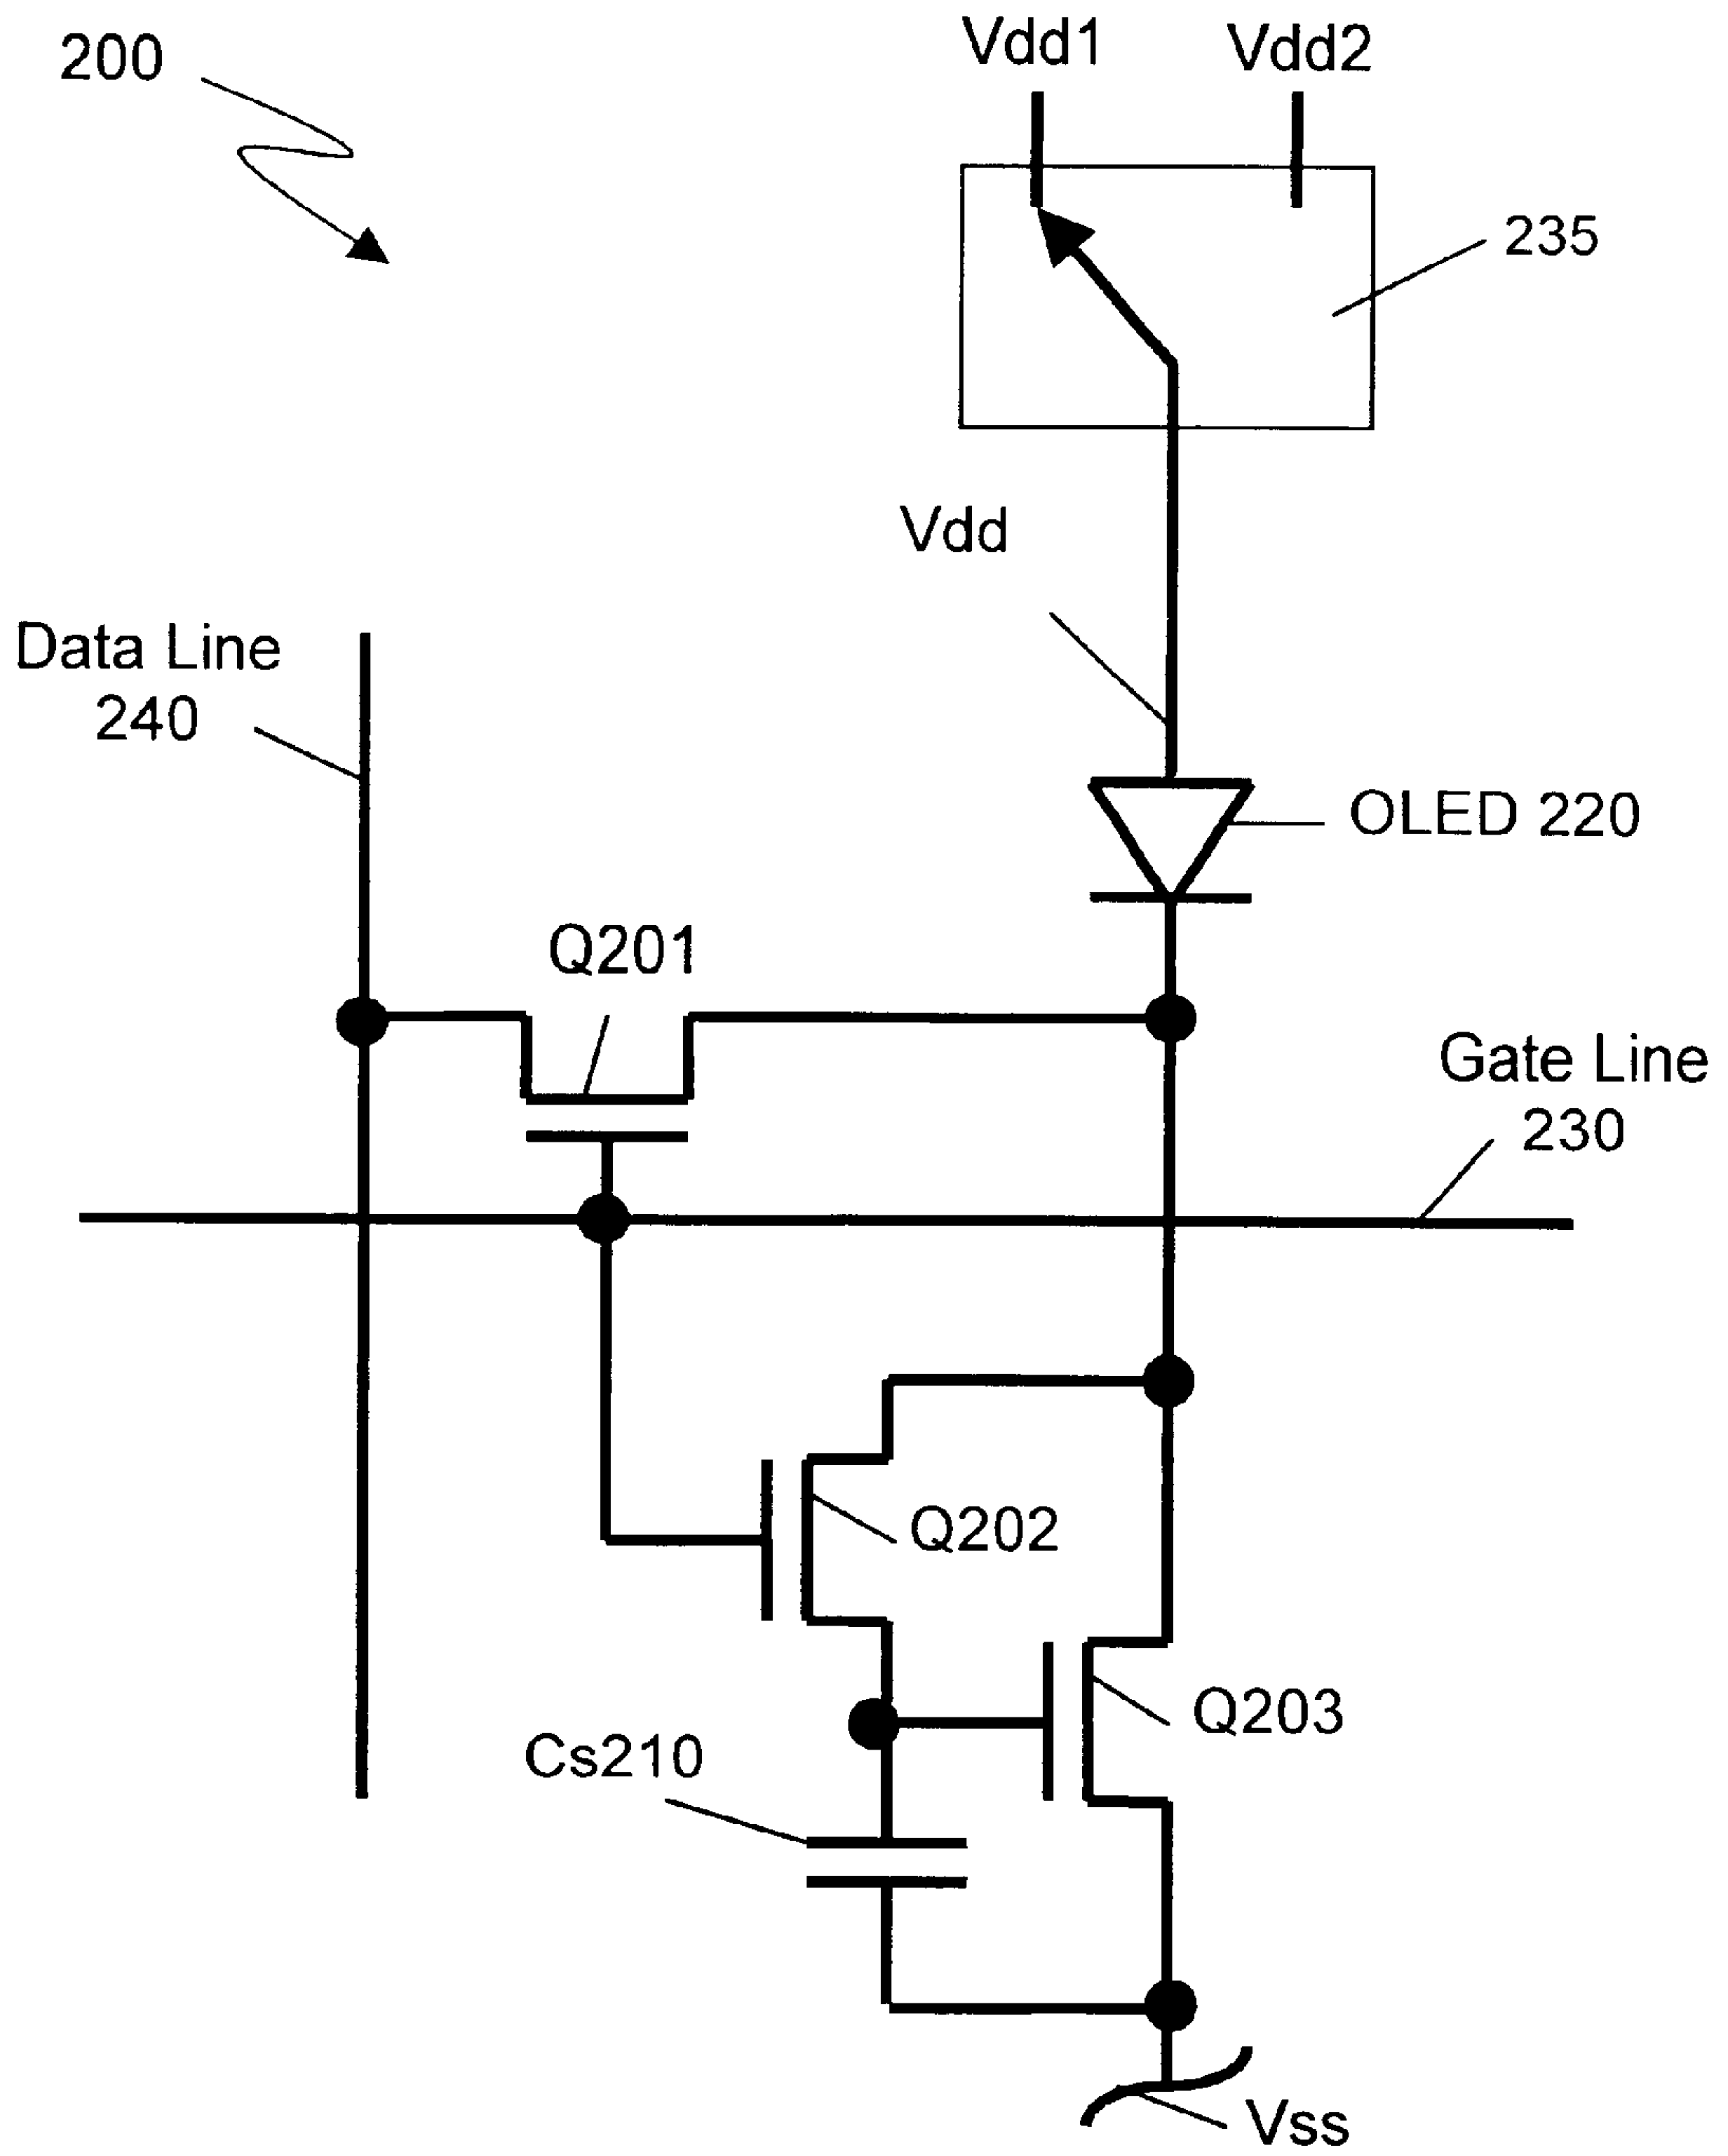 200
Vdd1
Vdd2
235
Vdd
Data Line
240
OLED 220
Q201
Gate Line
230
Q202
Q203
Cs210
Vss